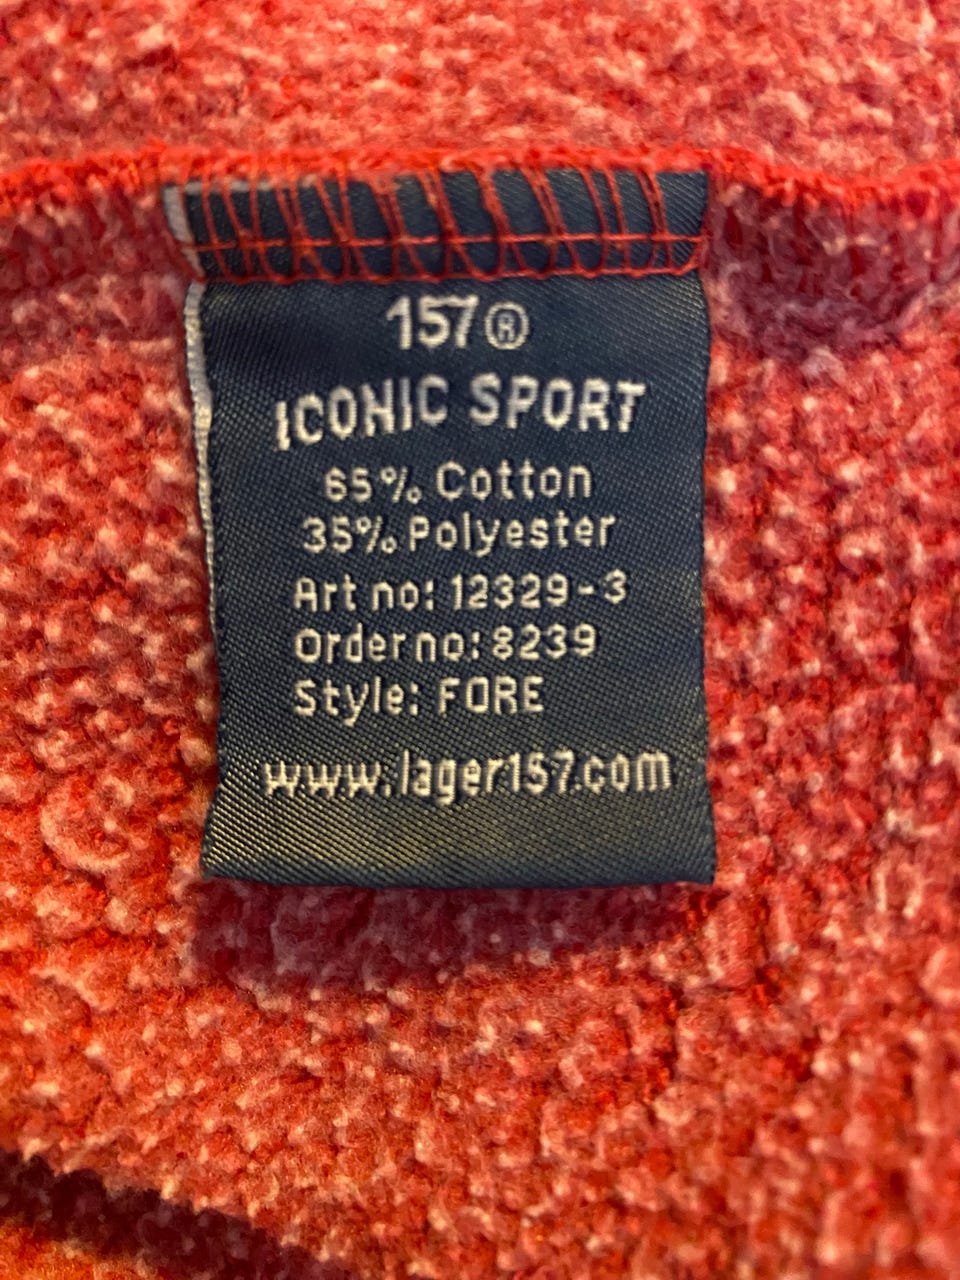 157®
ICONIC SPORT
65% Cotton
35% Polyester
Art no: 12329-3
Order no: 8239
Style: FORE
www.lager157.com